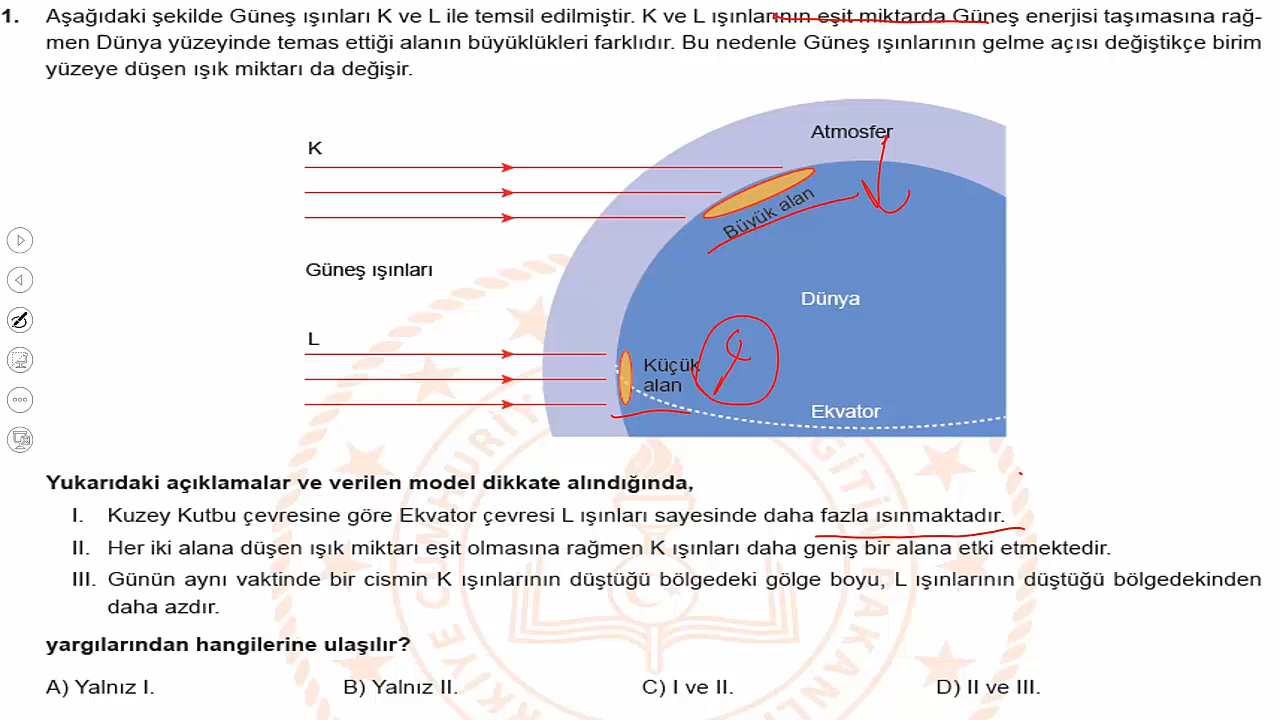 1. Aşağıdaki şekilde Güneş ışınları K ve L ile temsil edilmiştir. K ve L ışınlarının eşit miktarda Güneş enerjisi taşımasına rağ-
men Dünya yüzeyinde temas ettiği alanın büyüklükleri farklıdır. Bu nedenle Güneş ışınlarının gelme açısı değiştikçe birim
yüzeye düşen ışık miktarı da değişir.
Atmosfer
K
Büyük alan
Güneş ışınları
Dünya
L
Küçük
alan
Ekvator
Yukarıdaki açıklamalar ve verilen model dikkate alındığında,
I. Kuzey Kutbu çevresine göre Ekvator çevresi L ışınları sayesinde daha fazla ısınmaktadır.
II. Her iki alana düşen ışık miktarı eşit olmasına rağmen K ışınları daha geniş bir alana etki etmektedir.
III. Günün aynı vaktinde bir cismin K ışınlarının düştüğü bölgedeki gölge boyu, L ışınlarının düştüğü bölgedekinden
daha azdır.
yargılarından hangilerine ulaşılır?
A) Yalnız I. B) Yalnız II. C) I ve II. D) II ve III.